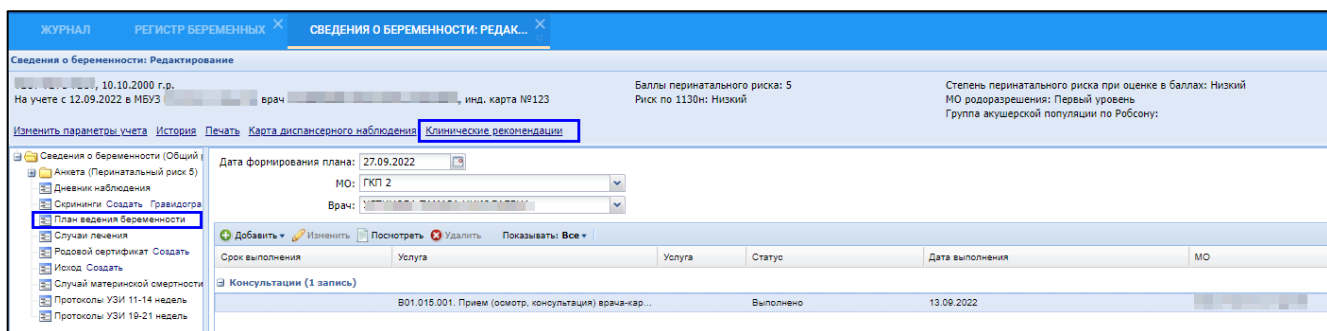 ЖУРНАЛ РЕГИСТР БЕРЕМЕННЫХ СВЕДЕНИЯ О БЕРЕМЕННОСТИ: РЕДАК...
Сведения о беременности: Редактирование
, 10.10.2000 г.р. Баллы перинатального риска: 5 Степень перинатального риска при оценке в баллах: Низкий
На учете с 12.09.2022 в МБУЗ врач , инд. карта №123 Риск по 1130н: Низкий МО родоразрешения: Первый уровень
Группа акушерской популяции по Робсону:
Изменить параметры учета История Печать Карта диспансерного наблюдения Клинические рекомендации
Сведения о беременности (Общий
Анкета (Перинатальный риск 5)
Дневник наблюдения
Скрининги Создать Гравидогра
План ведения беременности
Случаи лечения
Родовой сертификат Создать
Исход Создать
Случай материнской смертности
Протоколы УЗИ 11-14 недель
Протоколы УЗИ 19-21 недель
Дата формирования плана: 27.09.2022
МО: ГКП 2
Врач:
Добавить Изменить Посмотреть Удалить Показывать: Все
Срок выполнения Услуга Услуга Статус Дата выполнения МО
Консультации (1 запись)
B01.015.001. Прием (осмотр, консультация) врача-кар... Выполнено 13.09.2022